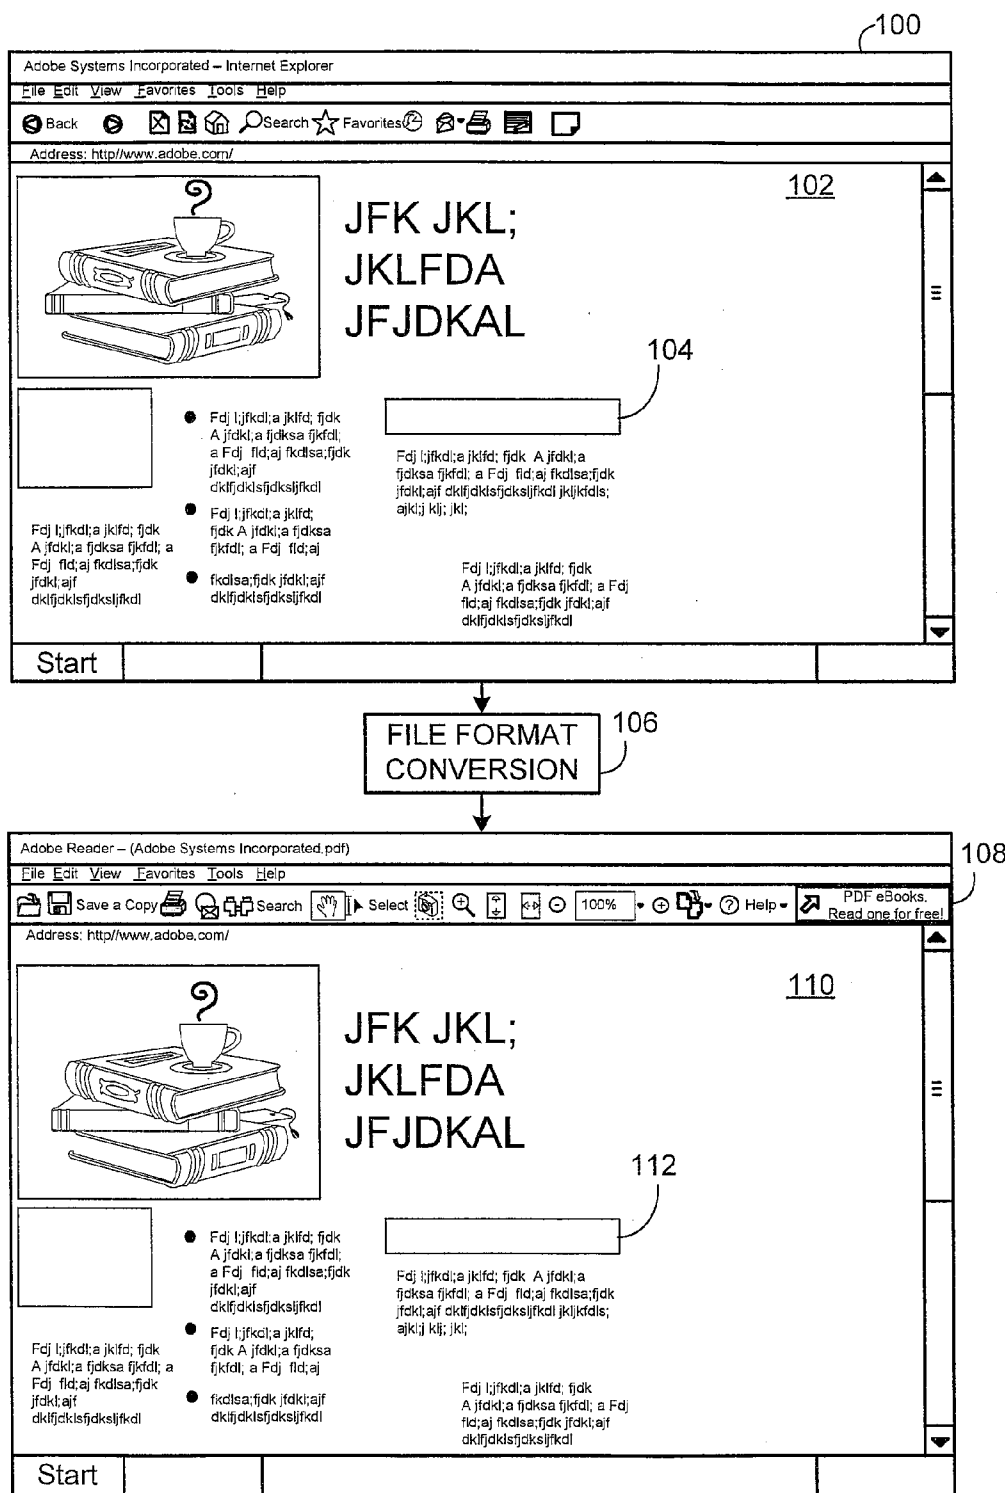 100
Adobe Systems Incorporated – Internet Explorer
File Edit View Favorites Tools Help
Back Search Favorites
Address: http//www.adobe.com/
102
JFK JKL;
JKLFDA
JFJDKAL
104
Fdj l;jfkdl;a jklfd; fjdk
A jfdkl;a fjdksa fjkfdl;
a Fdj fld;aj fkdlsa;fjdk
jfdkl;ajf
dklfjdklsfjdksljfkdl
Fdj l;jfkdl;a jklfd;
fjdk A jfdkl;a fjdksa
fjkfdl; a Fdj fld;aj
fkdlsa;fjdk jfdkl;ajf
dklfjdklsfjdksljfkdl
Fdj l;jfkdl;a jklfd; fjdk
A jfdkl;a fjdksa fjkfdl; a
Fdj fld;aj fkdlsa;fjdk
jfdkl;ajf
dklfjdklsfjdksljfkdl
Fdj l;jfkdl;a jklfd; fjdk A jfdkl;a
fjdksa fjkfdl; a Fdj fld;aj fkdlsa;fjdk
jfdkl;ajf dklfjdklsfjdksljfkdl jkljkfdls;
ajkl;j klj; jkl;
Fdj l;jfkdl;a jklfd; fjdk
A jfdkl;a fjdksa fjkfdl; a Fdj
fld;aj fkdlsa;fjdk jfdkl;ajf
dklfjdklsfjdksljfkdl
Start
FILE FORMAT
CONVERSION
106
Adobe Reader – (Adobe Systems Incorporated.pdf)
108
File Edit View Favorites Tools Help
Save a Copy Search Select 100% Help
PDF eBooks.
Read one for free!
Address: http//www.adobe.com/
110
JFK JKL;
JKLFDA
JFJDKAL
112
Fdj l;jfkdl;a jklfd; fjdk
A jfdkl;a fjdksa fjkfdl;
a Fdj fld;aj fkdlsa;fjdk
jfdkl;ajf
dklfjdklsfjdksljfkdl
Fdj l;jfkdl;a jklfd;
fjdk A jfdkl;a fjdksa
fjkfdl; a Fdj fld;aj
fkdlsa;fjdk jfdkl;ajf
dklfjdklsfjdksljfkdl
Fdj l;jfkdl;a jklfd; fjdk
A jfdkl;a fjdksa fjkfdl; a
Fdj fld;aj fkdlsa;fjdk
jfdkl;ajf
dklfjdklsfjdksljfkdl
Fdj l;jfkdl;a jklfd; fjdk A jfdkl;a
fjdksa fjkfdl; a Fdj fld;aj fkdlsa;fjdk
jfdkl;ajf dklfjdklsfjdksljfkdl jkljkfdls;
ajkl;j klj; jkl;
Fdj l;jfkdl;a jklfd; fjdk
A jfdkl;a fjdksa fjkfdl; a Fdj
fld;aj fkdlsa;fjdk jfdkl;ajf
dklfjdklsfjdksljfkdl
Start